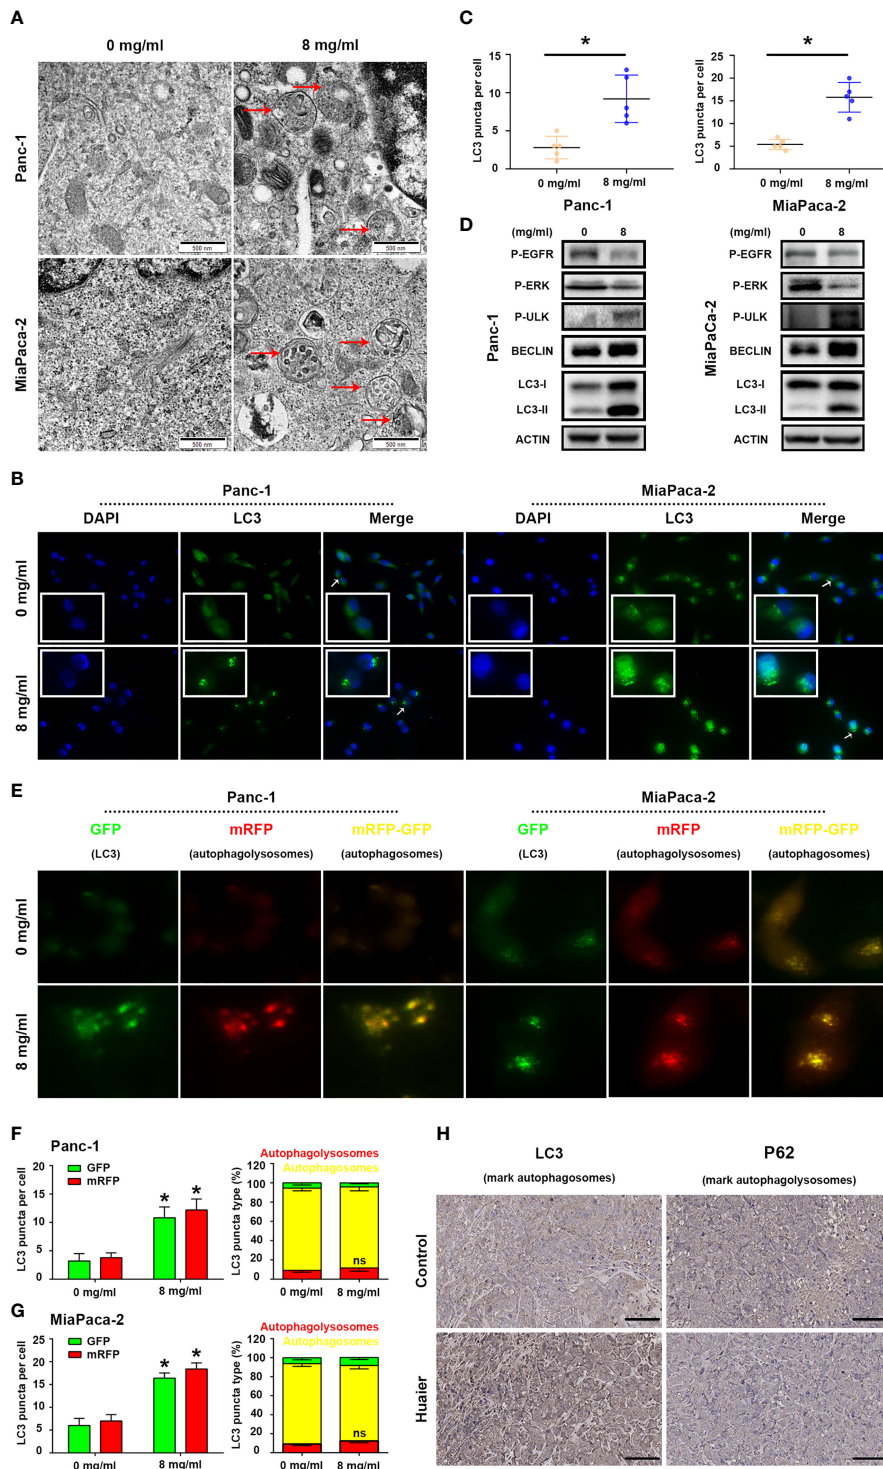 A
0 mg/ml
8 mg/ml
Panc-1
500 nm
500 nm
MiaPaca-2
500 nm
500 nm
C
LC3 puncta per cell
15
10
5
0
*
0 mg/ml
8 mg/ml
LC3 puncta per cell
25
20
15
10
5
0
*
0 mg/ml
8 mg/ml
D
Panc-1
MiaPaca-2
(mg/ml)
0
8
(mg/ml)
0
8
Panc-1
P-EGFR
P-ERK
P-ULK
BECLIN
LC3-I
LC3-II
ACTIN
MiaPaCa-2
P-EGFR
P-ERK
P-ULK
BECLIN
LC3-I
LC3-II
ACTIN
B
Panc-1
MiaPaca-2
DAPI
LC3
Merge
DAPI
LC3
Merge
0 mg/ml
8 mg/ml
E
Panc-1
MiaPaca-2
GFP
mRFP
mRFP-GFP
GFP
mRFP
mRFP-GFP
(LC3)
(autophagolysosomes)
(autophagosomes)
(LC3)
(autophagolysosomes)
(autophagosomes)
0 mg/ml
8 mg/ml
F
Panc-1
LC3 puncta per cell
20
15
10
5
0
GFP
mRFP
*
*
0 mg/ml
8 mg/ml
Autophagolysosomes
Autophagosomes
LC3 puncta type (%)
120
100
80
60
40
20
0
ns
0 mg/ml
8 mg/ml
G
MiaPaca-2
LC3 puncta per cell
25
20
15
10
5
0
GFP
mRFP
*
*
0 mg/ml
8 mg/ml
Autophagolysosomes
Autophagosomes
LC3 puncta type (%)
120
100
80
60
40
20
0
ns
0 mg/ml
8 mg/ml
H
LC3
P62
(mark autophagosomes)
(mark autophagolysosomes)
Control
Huaier